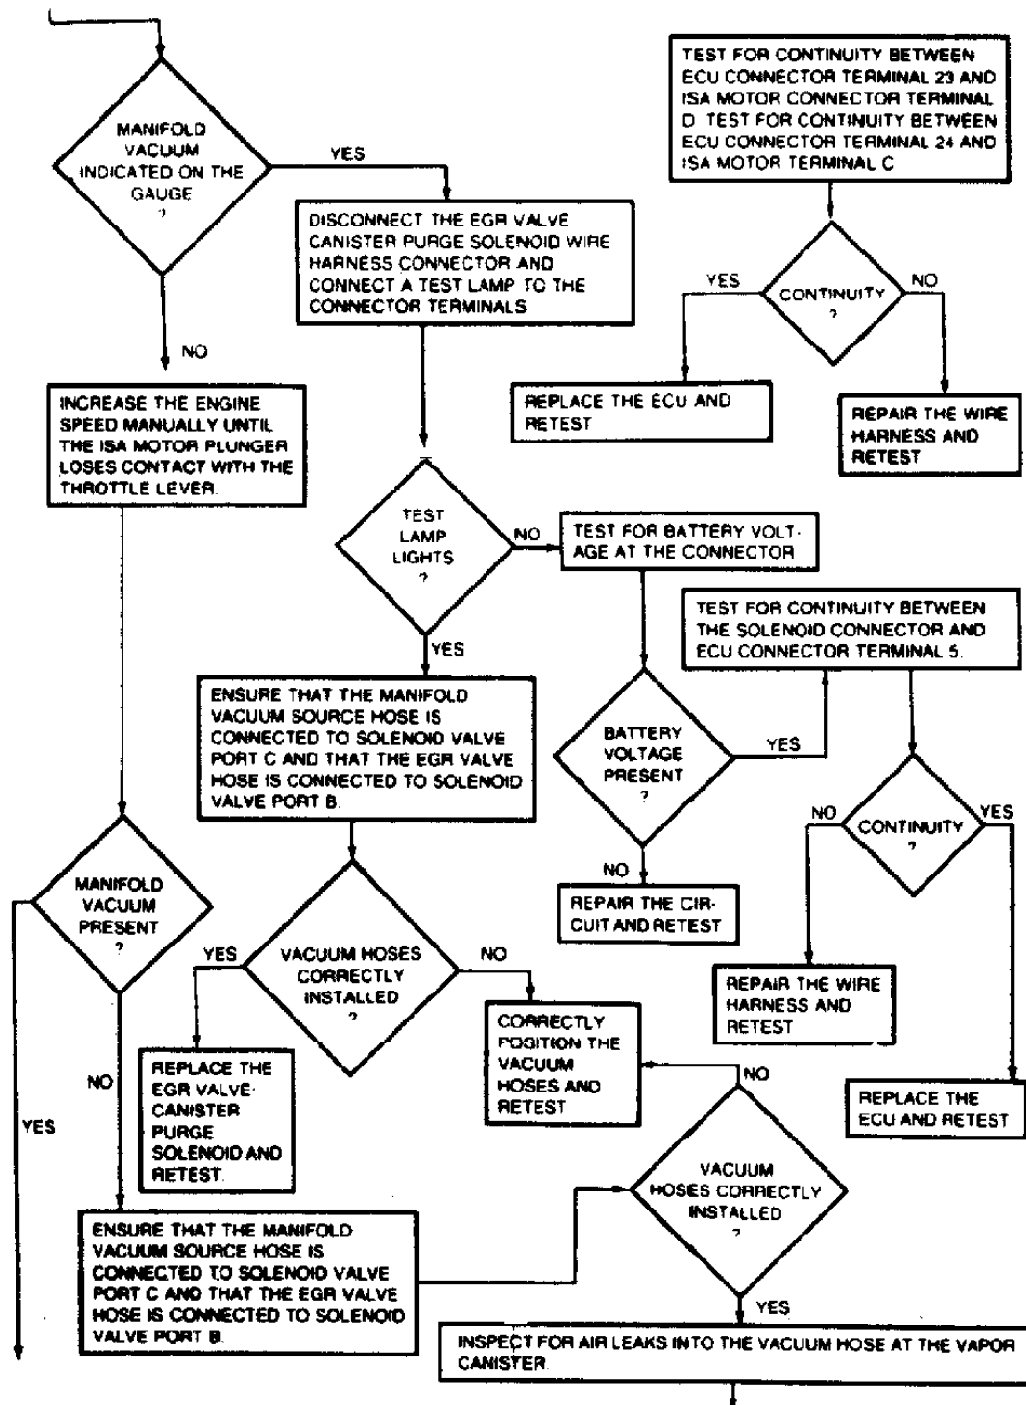 MANIFOLD
VACUUM
INDICATED ON THE
GAUGE
?
YES
NO
DISCONNECT THE EGR VALVE
CANISTER PURGE SOLENOID WIRE
HARNESS CONNECTOR AND
CONNECT A TEST LAMP TO THE
CONNECTOR TERMINALS
TEST FOR CONTINUITY BETWEEN
ECU CONNECTOR TERMINAL 23 AND
ISA MOTOR CONNECTOR TERMINAL
D TEST FOR CONTINUITY BETWEEN
ECU CONNECTOR TERMINAL 24 AND
ISA MOTOR TERMINAL C
YES
CONTINUITY
?
NO
REPLACE THE ECU AND
RETEST
REPAIR THE WIRE
HARNESS AND
RETEST
INCREASE THE ENGINE
SPEED MANUALLY UNTIL
THE ISA MOTOR PLUNGER
LOSES CONTACT WITH THE
THROTTLE LEVER.
TEST
LAMP
LIGHTS
?
NO
YES
TEST FOR BATTERY VOLT-
AGE AT THE CONNECTOR
TEST FOR CONTINUITY BETWEEN
THE SOLENOID CONNECTOR AND
ECU CONNECTOR TERMINAL 5.
ENSURE THAT THE MANIFOLD
VACUUM SOURCE HOSE IS
CONNECTED TO SOLENOID VALVE
PORT C AND THAT THE EGR VALVE
HOSE IS CONNECTED TO SOLENOID
VALVE PORT B.
BATTERY
VOLTAGE
PRESENT
?
YES
NO
NO
CONTINUITY
?
YES
REPAIR THE CIR-
CUIT AND RETEST
REPAIR THE WIRE
HARNESS AND
RETEST
REPLACE THE
ECU AND RETEST
MANIFOLD
VACUUM
PRESENT
?
YES
NO
YES
VACUUM HOSES
CORRECTLY
INSTALLED
?
NO
REPLACE THE
EGR VALVE-
CANISTER
PURGE
SOLENOID AND
RETEST.
CORRECTLY
POSITION THE
VACUUM
HOSES AND
RETEST
NO
VACUUM
HOSES CORRECTLY
INSTALLED
?
YES
ENSURE THAT THE MANIFOLD
VACUUM SOURCE HOSE IS
CONNECTED TO SOLENOID VALVE
PORT C AND THAT THE EGR VALVE
HOSE IS CONNECTED TO SOLENOID
VALVE PORT B.
INSPECT FOR AIR LEAKS INTO THE VACUUM HOSE AT THE VAPOR
CANISTER.